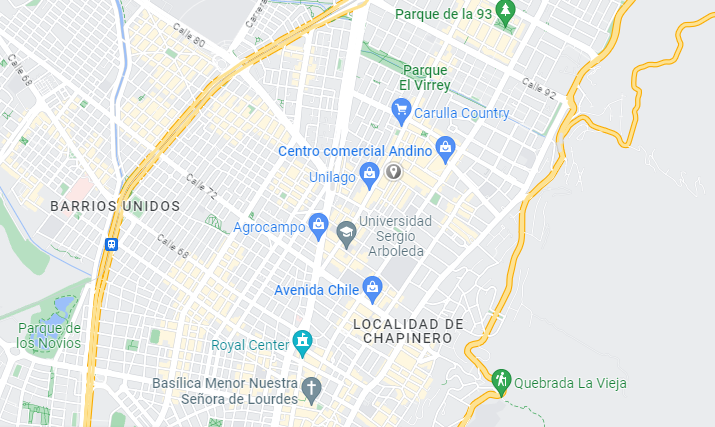 Parque de la 93
Calle 80
Carrera
Calle 68
Parque
El Virrey
Calle 92
Carulla Country
Centro comercial Andino
Unilago
Calle 72
BARRIOS UNIDOS
Universidad
Sergio
Arboleda
Agrocampo
Calle 68
Avenida Chile
Parque de
los Novios
LOCALIDAD DE
CHAPINERO
Royal Center
Basílica Menor Nuestra
Señora de Lourdes
Quebrada La Vieja